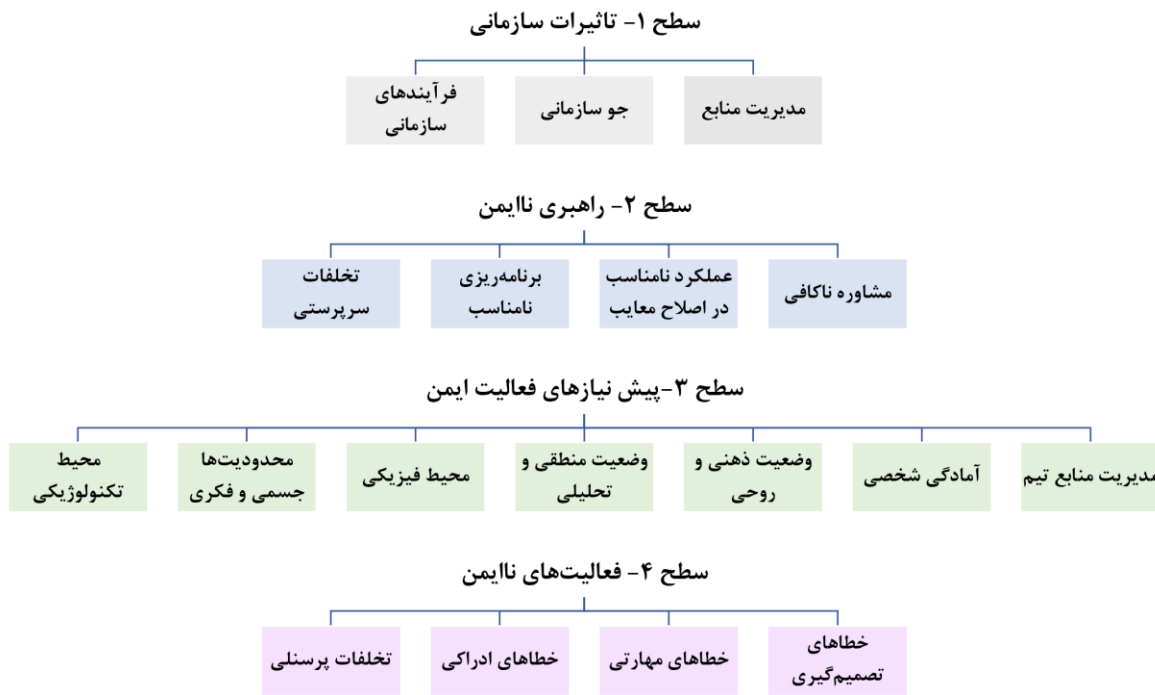 سطح ۱- تاثیرات سازمانی
مدیریت منابع
جو سازمانی
فرآیندهای
سازمانی
سطح ۲- راهبری ناایمن
مشاوره ناکافی
عملکرد نامناسب
در اصلاح معایب
برنامه‌ریزی
نامناسب
تخلفات
سرپرستی
سطح ۳-پیش نیازهای فعالیت ایمن
مدیریت منابع تیم
آمادگی شخصی
وضعیت ذهنی و
روحی
وضعیت منطقی و
تحلیلی
محیط فیزیکی
محدودیت‌ها
جسمی و فکری
محیط
تکنولوژیکی
سطح ۴- فعالیت‌های ناایمن
خطاهای
تصمیم‌گیری
خطاهای مهارتی
خطاهای ادراکی
تخلفات پرسنلی